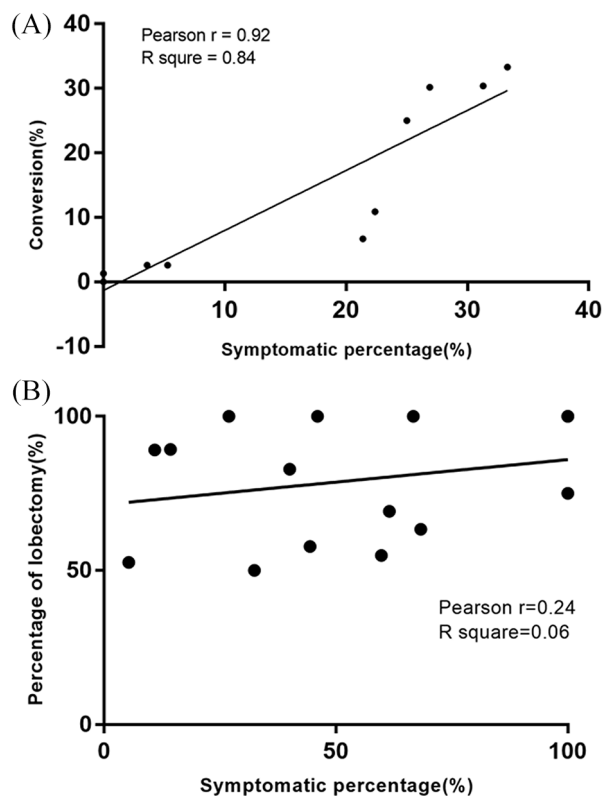 (A)
Pearson r = 0.92
R squre = 0.84
40
30
20
10
0
-10
Conversion(%)
10
20
30
40
Symptomatic percentage(%)
(B)
100
50
0
Percentage of lobectomy(%)
Pearson r=0.24
R square=0.06
0
50
100
Symptomatic percentage(%)